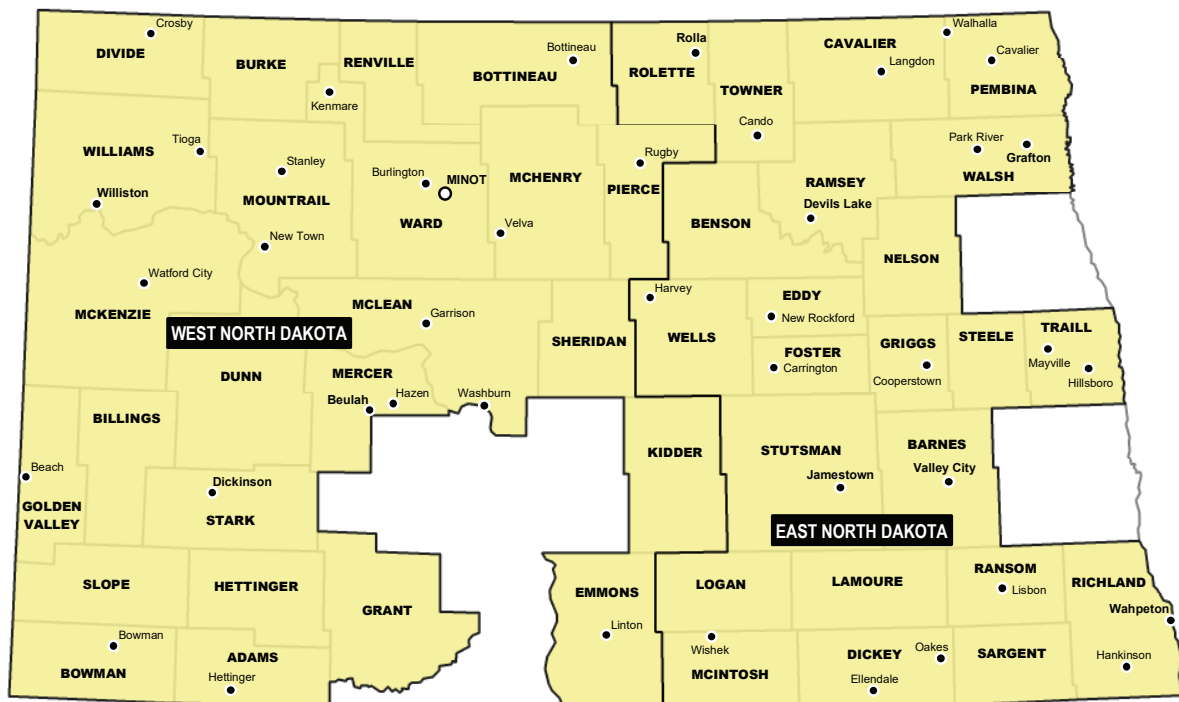 Crosby
DIVIDE
BURKE
RENVILLE
Bottineau
BOTTINEAU
Rolla
ROLETTE
TOWNER
CAVALIER
Langdon
Walhalla
Cavalier
PEMBINA
Kenmare
Cando
Tioga
WILLIAMS
Williston
Stanley
MOUNTRAIL
New Town
Burlington
MINOT
WARD
MCHENRY
Velva
Rugby
PIERCE
BENSON
RAMSEY
Devils Lake
Park River
Grafton
WALSH
NELSON
Watford City
MCKENZIE
WEST NORTH DAKOTA
MCLEAN
Garrison
SHERIDAN
Harvey
WELLS
EDDY
New Rockford
FOSTER
Carrington
GRIGGS
Cooperstown
STEELE
TRAILL
Mayville
Hillsboro
DUNN
MERCER
Beulah
Hazen
Washburn
BILLINGS
Beach
GOLDEN
VALLEY
Dickinson
STARK
KIDDER
STUTSMAN
Jamestown
BARNES
Valley City
EAST NORTH DAKOTA
SLOPE
HETTINGER
GRANT
EMMONS
Linton
LOGAN
LAMOURE
RANSOM
Lisbon
RICHLAND
Wahpeton
Bowman
BOWMAN
ADAMS
Hettinger
Wishek
MCINTOSH
DICKEY
Oakes
Ellendale
SARGENT
Hankinson